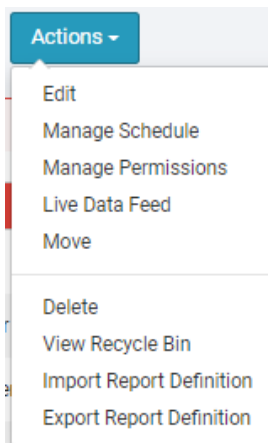 Actions
Edit
Manage Schedule
Manage Permissions
Live Data Feed
Move
Delete
View Recycle Bin
Import Report Definition
Export Report Definition